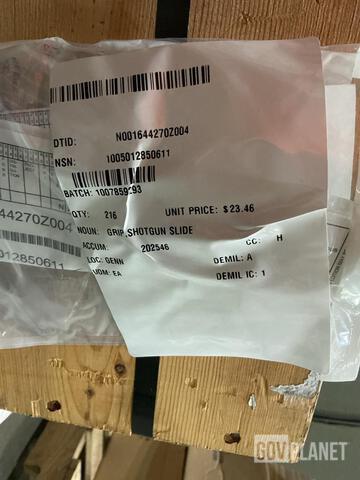 DTID: N001644270Z004
NSN: 1005012850611
BATCH: 1007859293
QTY: 216 UNIT PRICE: $23.46
NOUN: GRIP,SHOTGUN SLIDE
ACCUM: 202546 CC: H
LOC: GENN DEMIL: A
UOM: EA DEMIL IC: 1
44270Z004
012850611
GOVPLANET